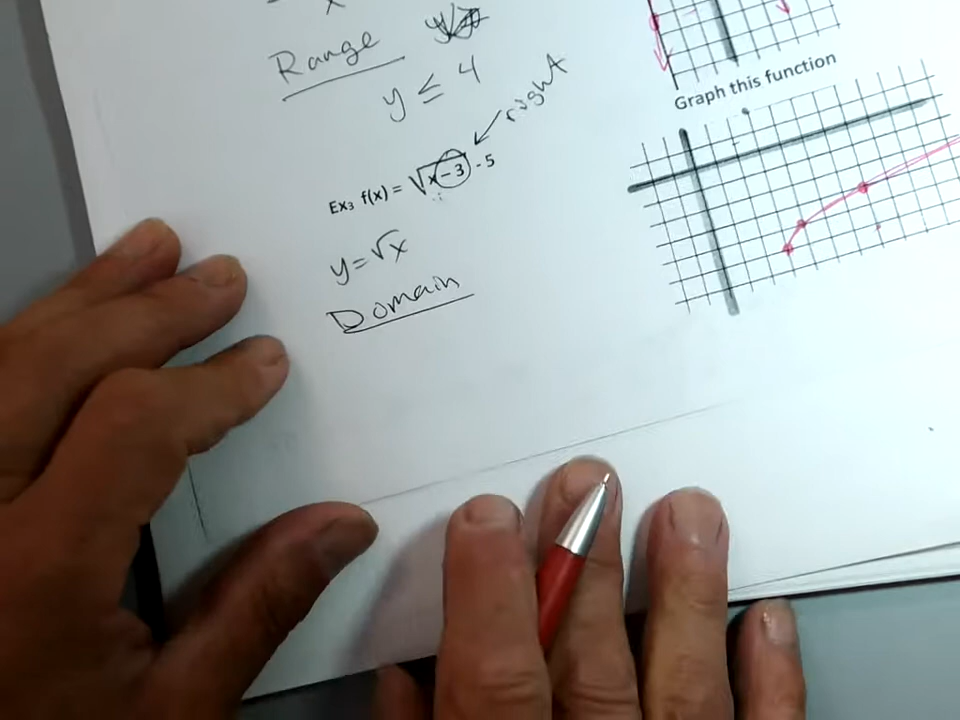 x
Range
y ≤ 4
right
Ex3 f(x) = √x - 3 - 5
y = √x
Domain
Graph this function